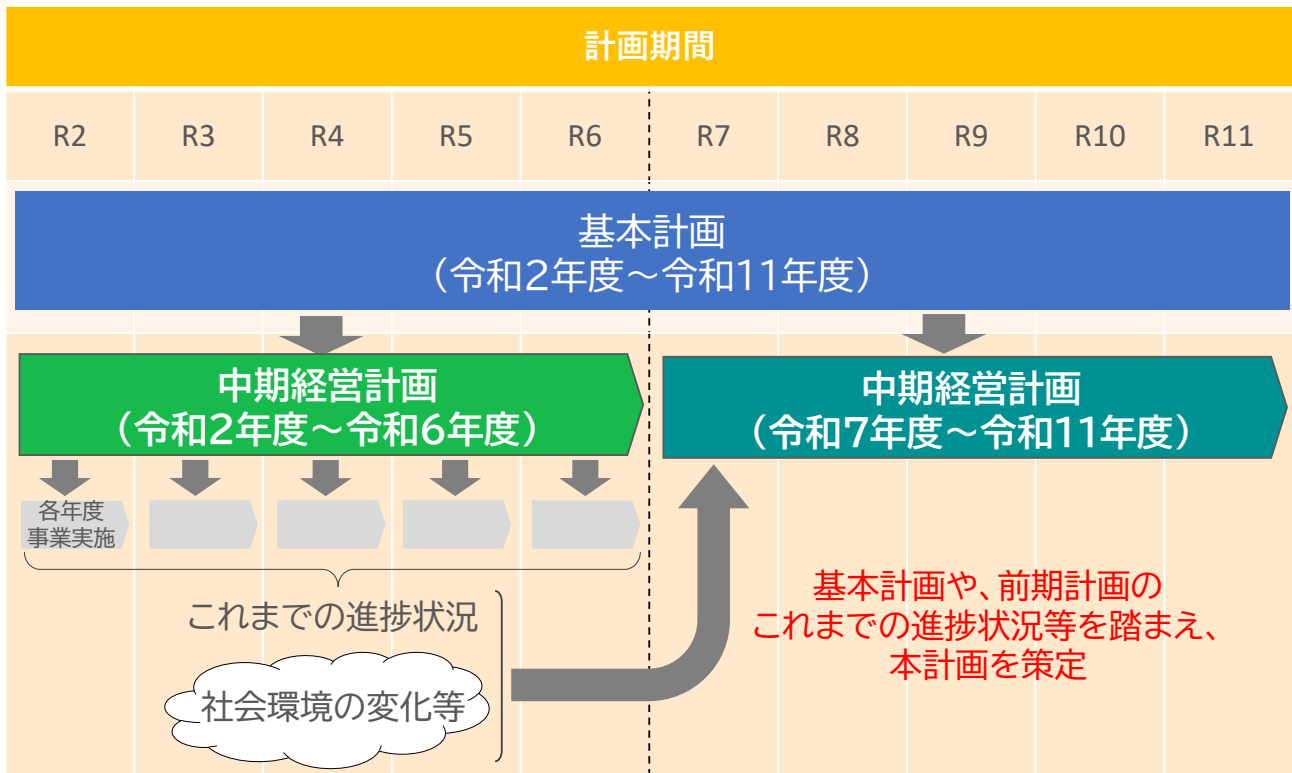 計画期間
R2 R3 R4 R5 R6 R7 R8 R9 R10 R11
基本計画
（令和2年度～令和11年度）
中期経営計画
（令和2年度～令和6年度）
中期経営計画
（令和7年度～令和11年度）
各年度
事業実施
これまでの進捗状況
社会環境の変化等
基本計画や、前期計画の
これまでの進捗状況等を踏まえ、
本計画を策定